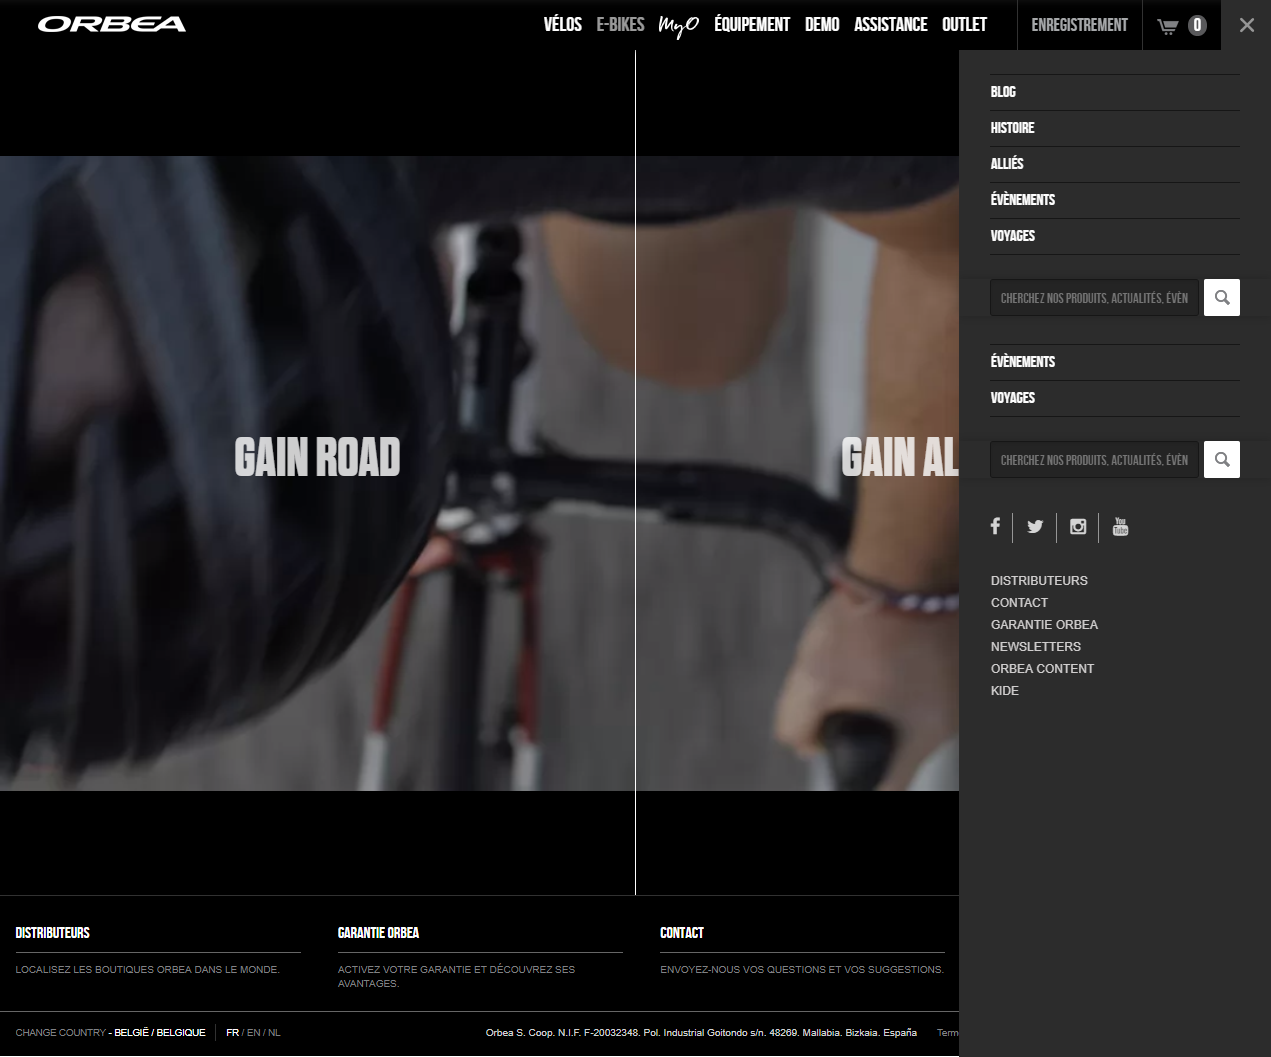 ORBEA
VÉLOS E-BIKES MyO ÉQUIPEMENT DEMO ASSISTANCE OUTLET ENREGISTREMENT 0
BLOG
HISTOIRE
ALLIÉS
ÉVÈNEMENTS
VOYAGES
CHERCHEZ NOS PRODUITS, ACTUALITÉS, ÉVÈN
ÉVÈNEMENTS
VOYAGES
CHERCHEZ NOS PRODUITS, ACTUALITÉS, ÉVÈN
GAIN ROAD
GAIN AL
You
Tube
DISTRIBUTEURS
CONTACT
GARANTIE ORBEA
NEWSLETTERS
ORBEA CONTENT
KIDE
DISTRIBUTEURS
LOCALISEZ LES BOUTIQUES ORBEA DANS LE MONDE.
GARANTIE ORBEA
ACTIVEZ VOTRE GARANTIE ET DÉCOUVREZ SES
AVANTAGES.
CONTACT
ENVOYEZ-NOUS VOS QUESTIONS ET VOS SUGGESTIONS.
CHANGE COUNTRY - BELGIË / BELGIQUE FR / EN / NL
Orbea S. Coop. N.I.F. F-20032348. Pol. Industrial Goitondo s/n. 48269. Mallabia. Bizkaia. España Terme